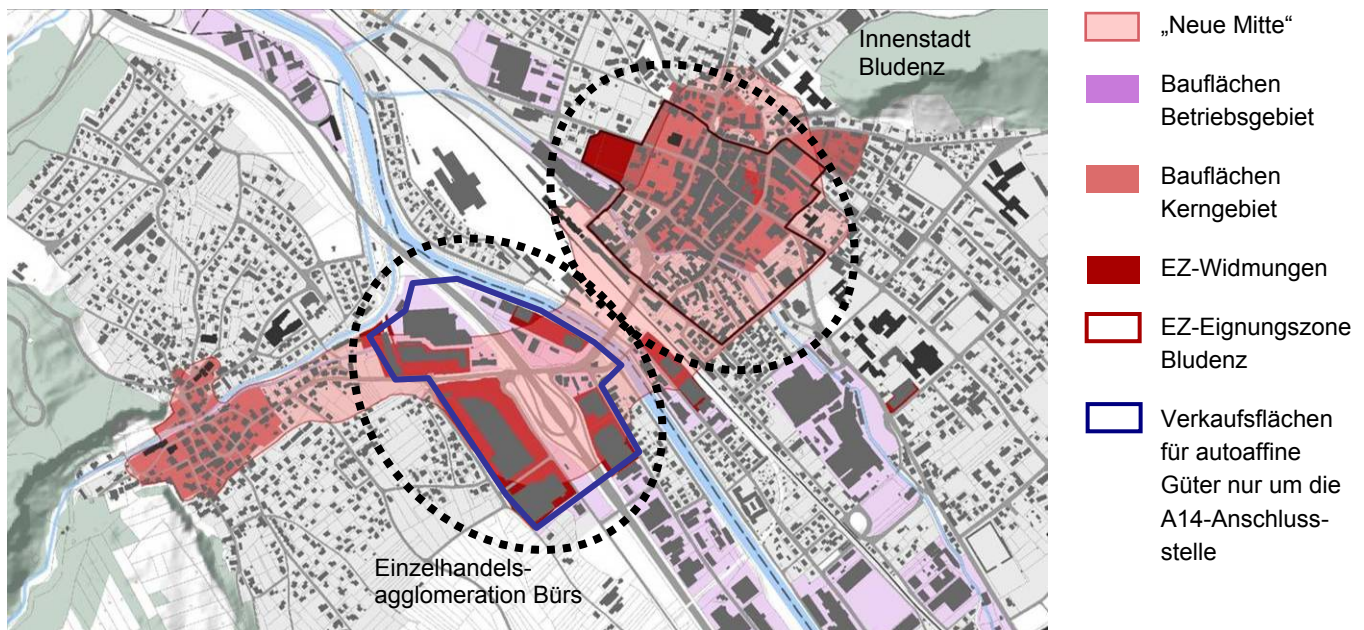 Innenstadt
Bludenz
Einzelhandels-
agglomeration Bürs
„Neue Mitte“
Bauflächen
Betriebsgebiet
Bauflächen
Kerngebiet
EZ-Widmungen
EZ-Eignungszone
Bludenz
Verkaufsflächen
für autoaffine
Güter nur um die
A14-Anschluss-
stelle